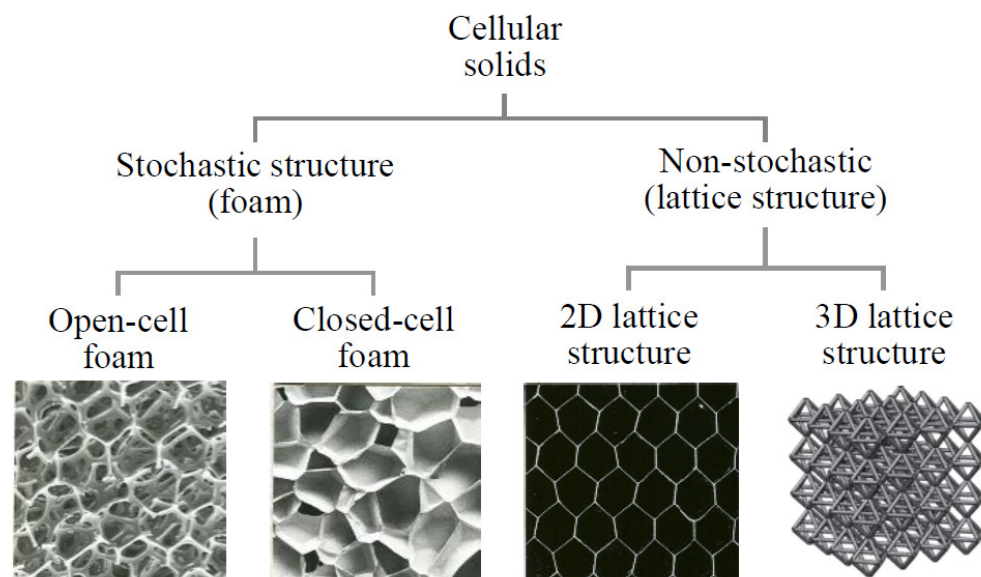 Cellular
solids
Stochastic structure
(foam)
Non-stochastic
(lattice structure)
Open-cell
foam
Closed-cell
foam
2D lattice
structure
3D lattice
structure